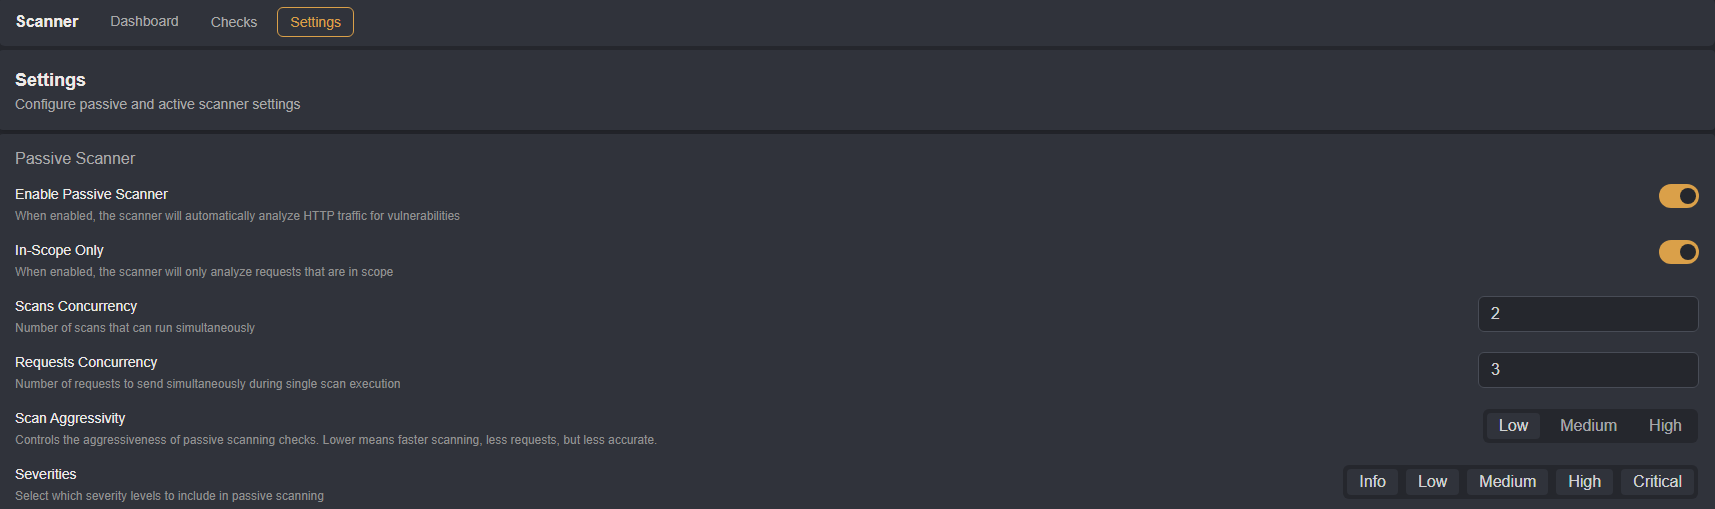 Scanner Dashboard Checks Settings
Settings
Configure passive and active scanner settings
Passive Scanner
Enable Passive Scanner
When enabled, the scanner will automatically analyze HTTP traffic for vulnerabilities
In-Scope Only
When enabled, the scanner will only analyze requests that are in scope
Scans Concurrency
Number of scans that can run simultaneously
2
Requests Concurrency
Number of requests to send simultaneously during single scan execution
3
Scan Aggressivity
Controls the aggressiveness of passive scanning checks. Lower means faster scanning, less requests, but less accurate.
Low Medium High
Severities
Select which severity levels to include in passive scanning
Info Low Medium High Critical